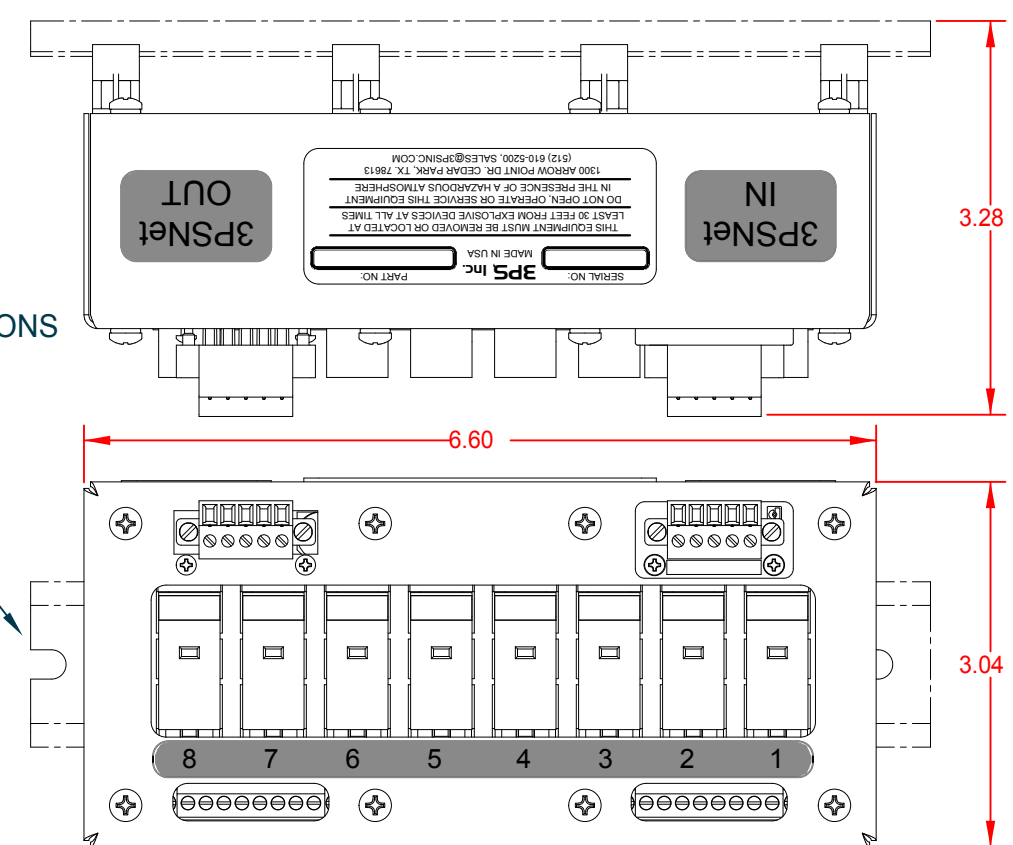 3PSNet
OUT
3PSNet
IN
SERIAL NO:
3PS, Inc.
MADE IN USA
PART NO:
THIS EQUIPMENT MUST BE REMOVED OR LOCATED AT
LEAST 30 FEET FROM EXPLOSIVE DEVICES AT ALL TIMES
DO NOT OPEN, OPERATE OR SERVICE THIS EQUIPMENT
IN THE PRESENCE OF A HAZARDOUS ATMOSPHERE
1300 ARROW POINT DR. CEDAR PARK, TX. 78613
(512) 610-5200, SALES@3PSINC.COM
3.28
ONS
6.60
3.04
8 7 6 5 4 3 2 1